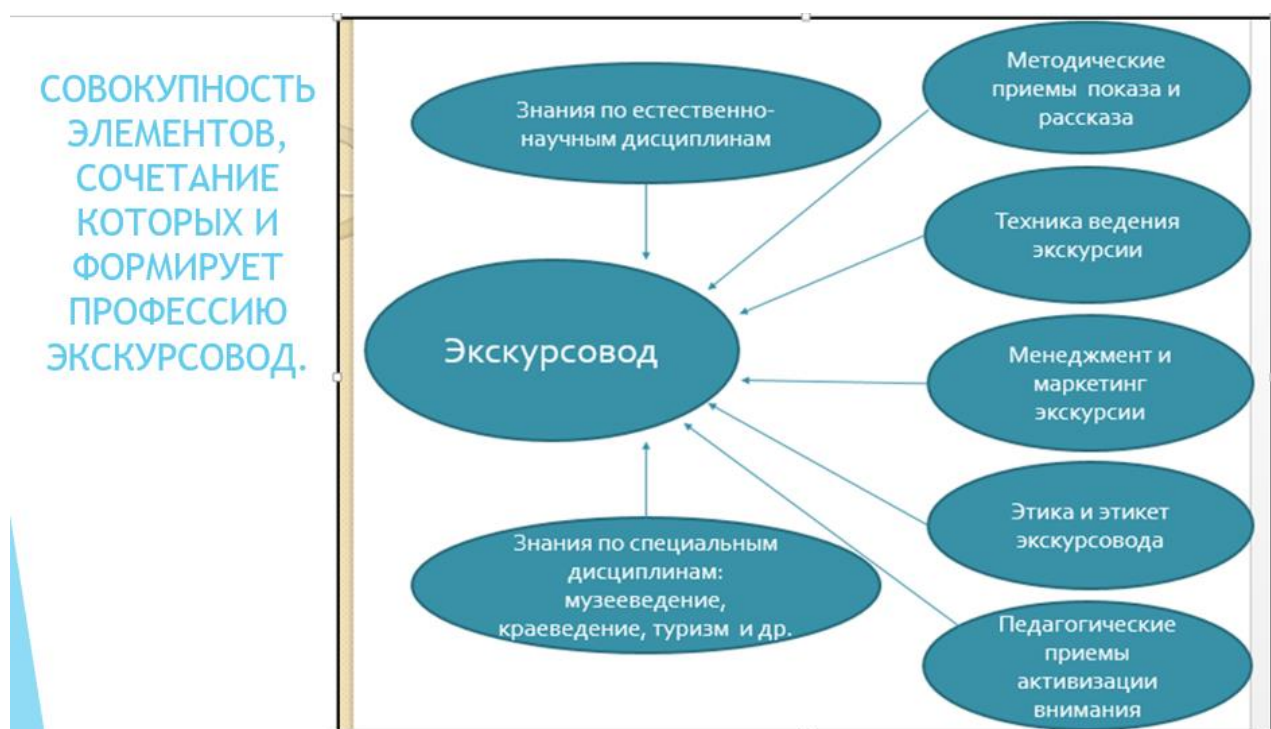 СОВОКУПНОСТЬ
ЭЛЕМЕНТОВ,
СОЧЕТАНИЕ
КОТОРЫХ И
ФОРМИРУЕТ
ПРОФЕССИЮ
ЭКСКУРСОВОД.
Знания по естественно-
научным дисциплинам
Экскурсовод
Знания по специальным
дисциплинам:
музееведение,
краеведение, туризм и др.
Методические
приемы показа и
рассказа
Техника ведения
экскурсии
Менеджмент и
маркетинг
экскурсии
Этика и этикет
экскурсовода
Педагогические
приемы
активизации
внимания